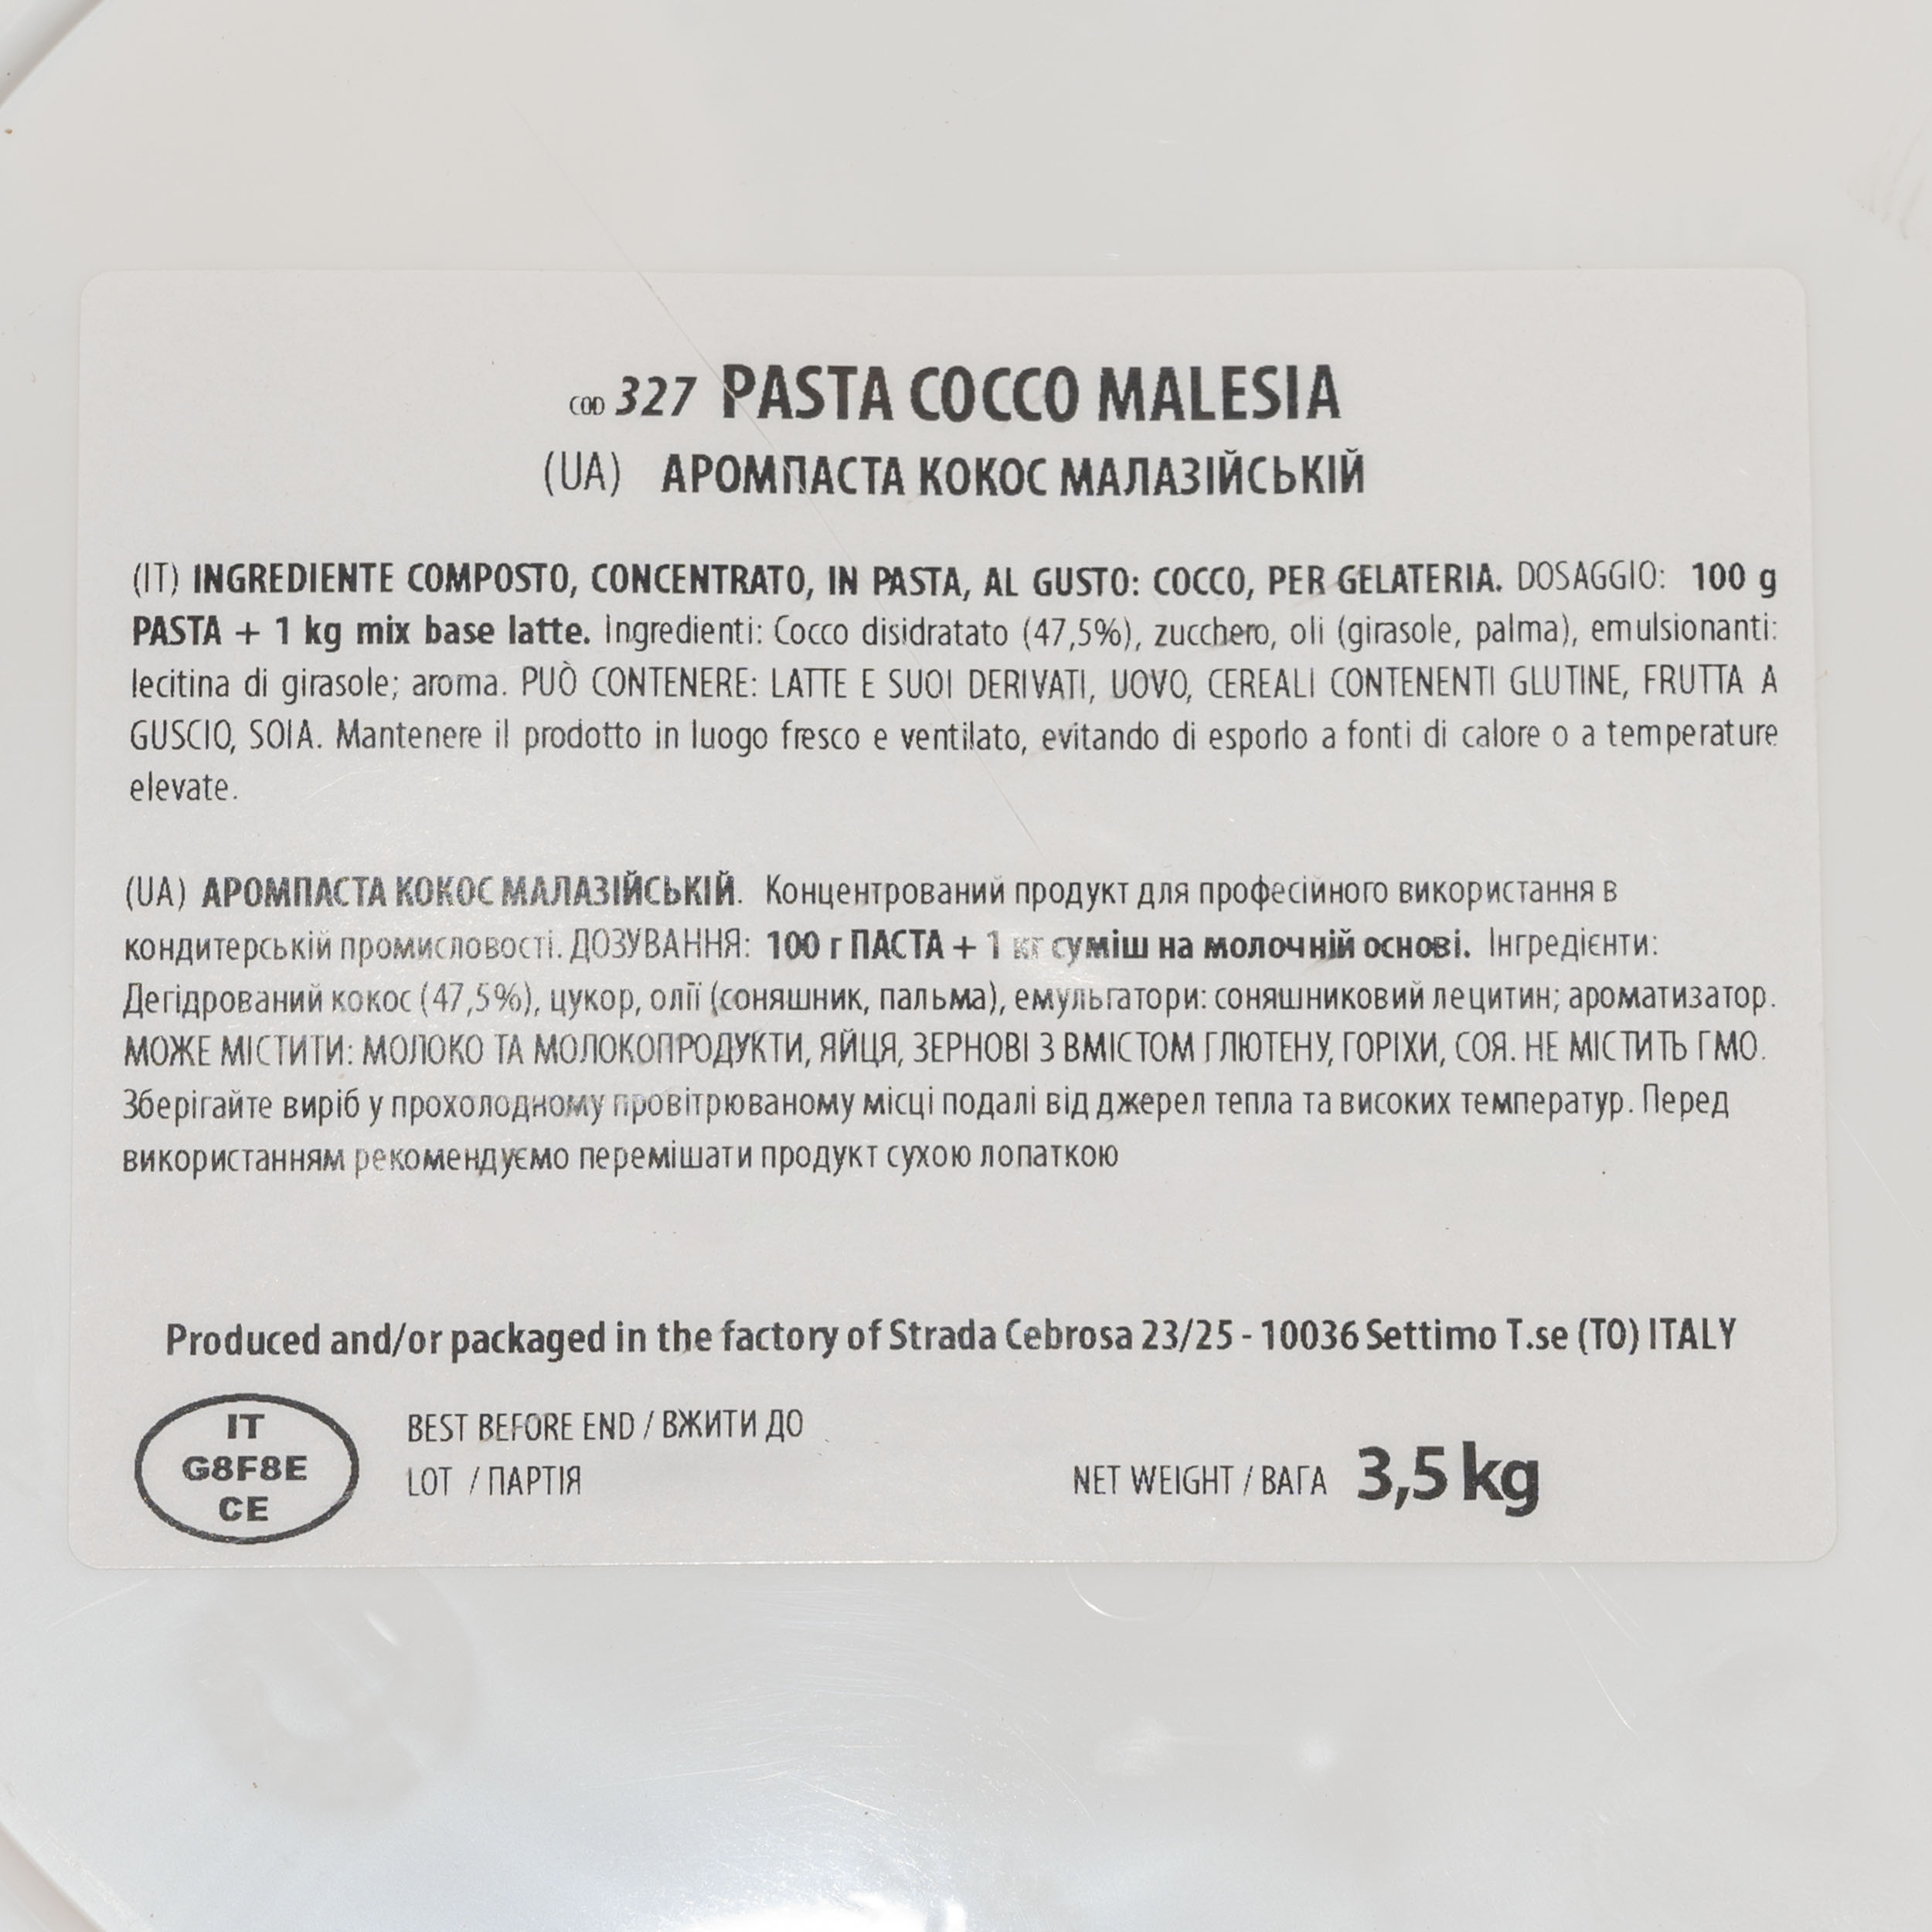 COD 327 PASTA COCCO MALESIA
(UA) АРОМПАСТА КОКОС МАЛАЗІЙСЬКІЙ
(IT) INGREDIENTE COMPOSTO, CONCENTRATO, IN PASTA, AL GUSTO: COCCO, PER GELATERIA. DOSAGGIO: 100 g
PASTA + 1 kg mix base latte. Ingredienti: Cocco disidratato (47,5%), zucchero, oli (girasole, palma), emulsionanti:
lecitina di girasole; aroma. PUÒ CONTENERE: LATTE E SUOI DERIVATI, UOVO, CEREALI CONTENENTI GLUTINE, FRUTTA A
GUSCIO, SOIA. Mantenere il prodotto in luogo fresco e ventilato, evitando di esporlo a fonti di calore o a temperature
elevate.
(UA) АРОМПАСТА КОКОС МАЛАЗІЙСЬКІЙ. Концентрований продукт для професійного використання в
кондитерській промисловості. ДОЗУВАННЯ: 100 г ПАСТА + 1 кг суміш на молочній основі. Інгредієнти:
Дегідрований кокос (47,5%), цукор, олії (соняшник, пальма), емульгатори: соняшниковий лецитин; ароматизатор.
МОЖЕ МІСТИТИ: МОЛОКО ТА МОЛОКОПРОДУКТИ, ЯЙЦЯ, ЗЕРНОВІ З ВМІСТОМ ГЛЮТЕНУ, ГОРІХИ, СОЯ. НЕ МІСТИТЬ ГМО.
Зберігайте виріб у прохолодному провітрюваному місці подалі від джерел тепла та високих температур. Перед
використанням рекомендуємо перемішати продукт сухою лопаткою
Produced and/or packaged in the factory of Strada Cebrosa 23/25 - 10036 Settimo T.se (TO) ITALY
IT
G8F8E
CE
BEST BEFORE END / ВЖИТИ ДО
LOT / ПАРТІЯ
NET WEIGHT / ВАГА 3,5 kg